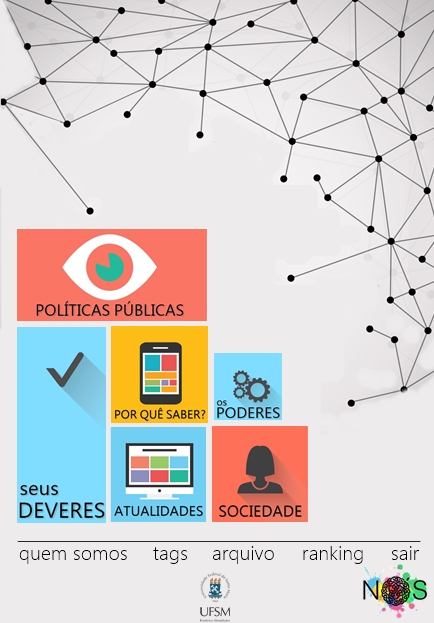 POLÍTICAS PÚBLICAS
POR QUÊ SABER?
OS
PODERES
seus
DEVERES
ATUALIDADES
SOCIEDADE
quem somos tags arquivo ranking sair
UFSM
NOS